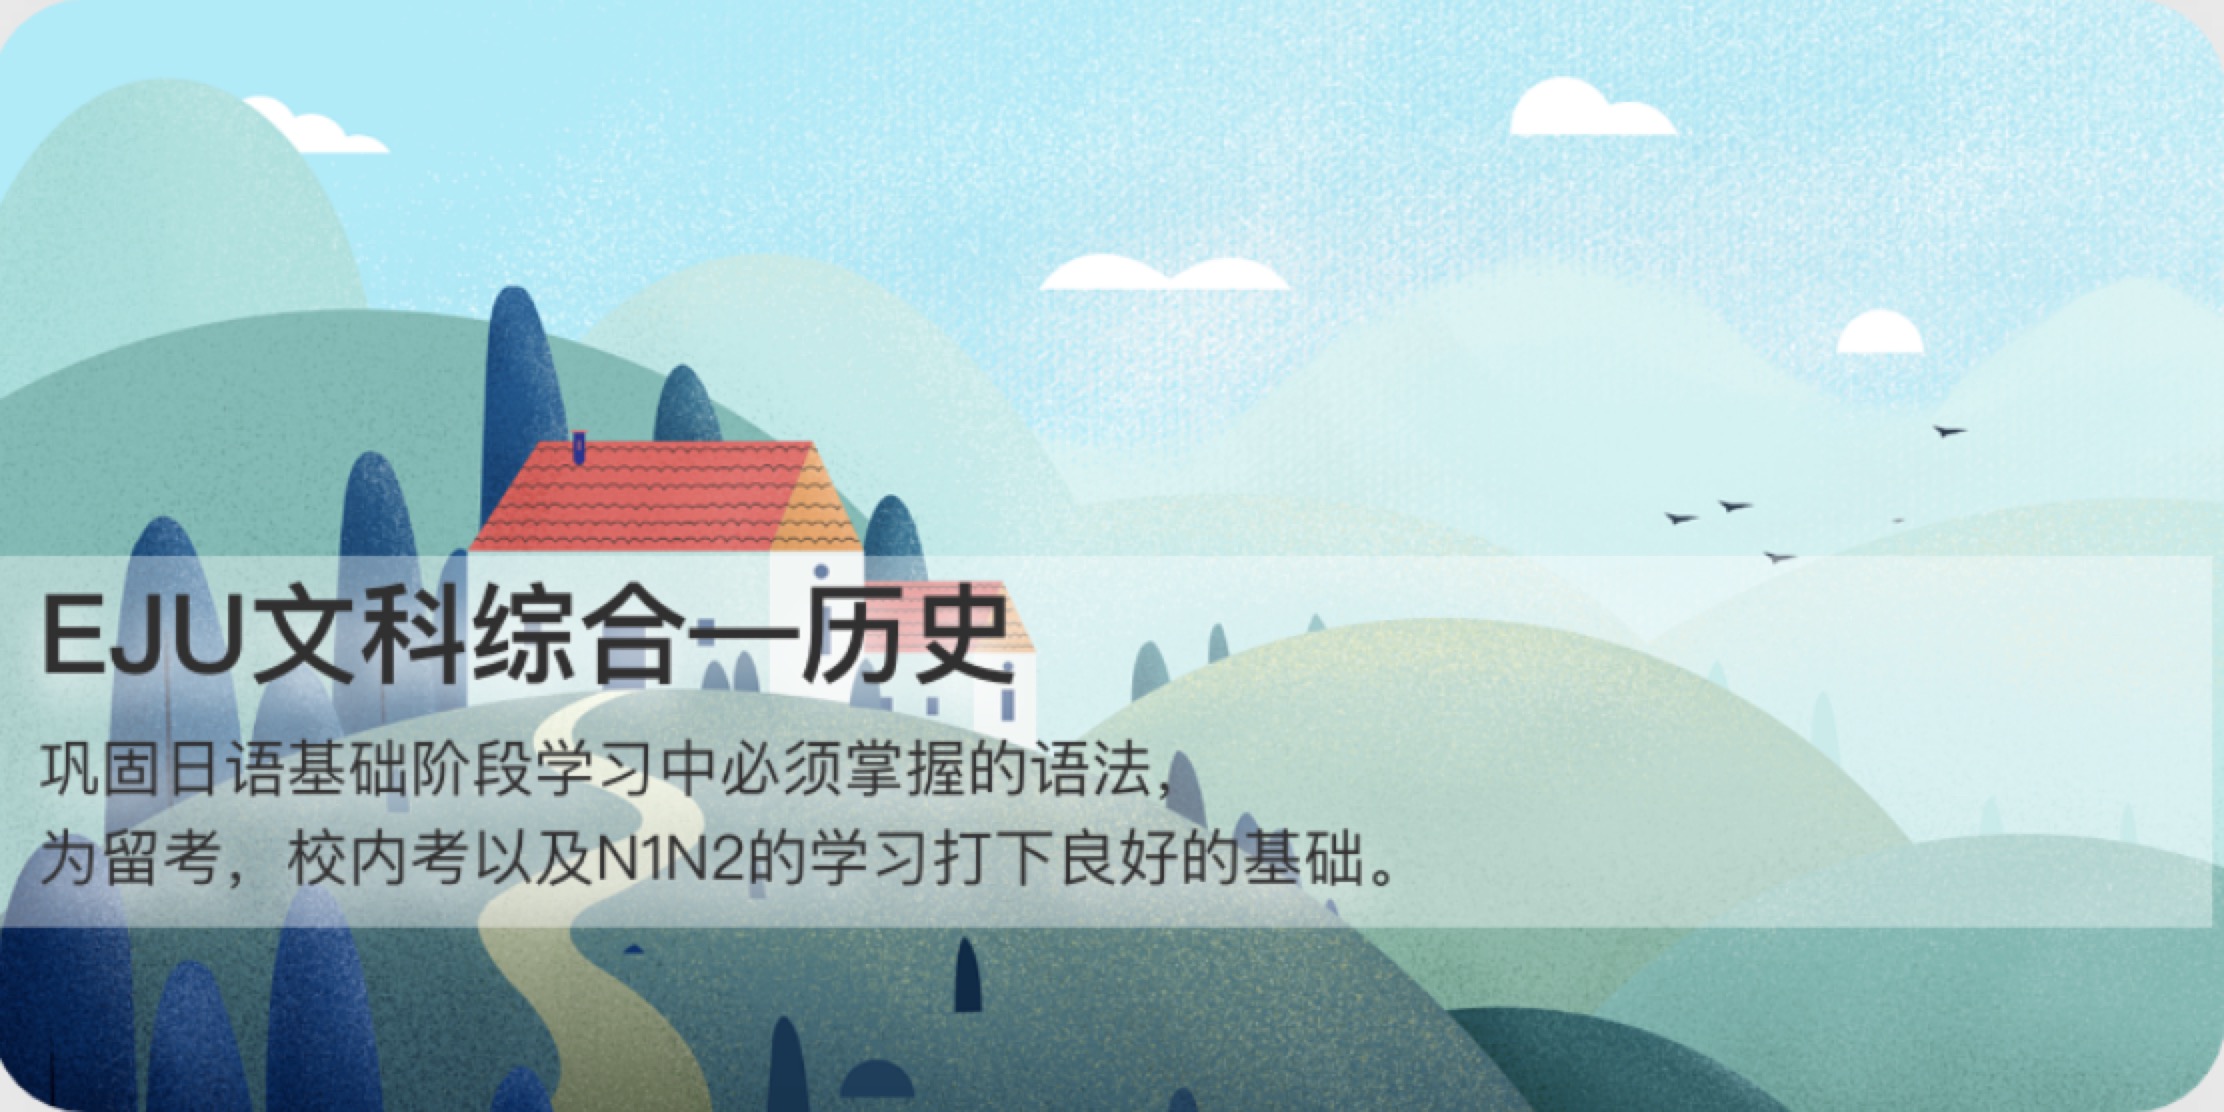 EJU文科综合—历史
巩固日语基础阶段学习中必须掌握的语法，
为留考，校内考以及N1N2的学习打下良好的基础。